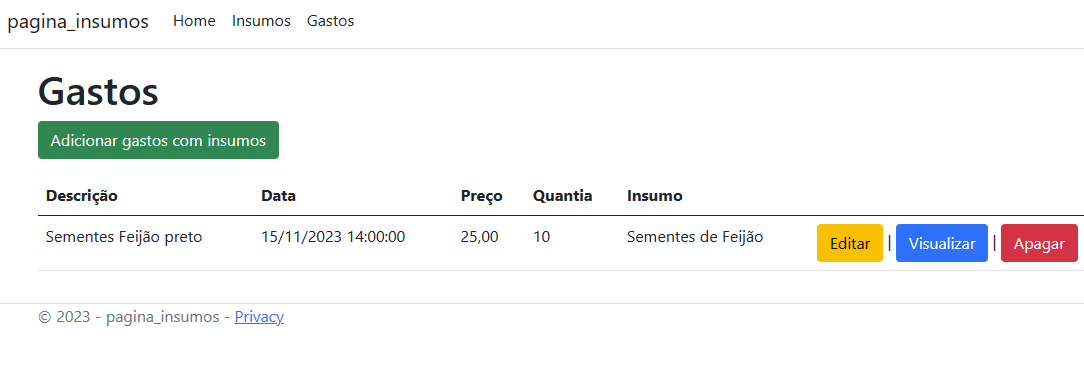 pagina_insumos Home Insumos Gastos
Gastos
Adicionar gastos com insumos
Descrição Data Preço Quantia Insumo
Sementes Feijão preto 15/11/2023 14:00:00 25,00 10 Sementes de Feijão Editar | Visualizar | Apagar
© 2023 - pagina_insumos - Privacy